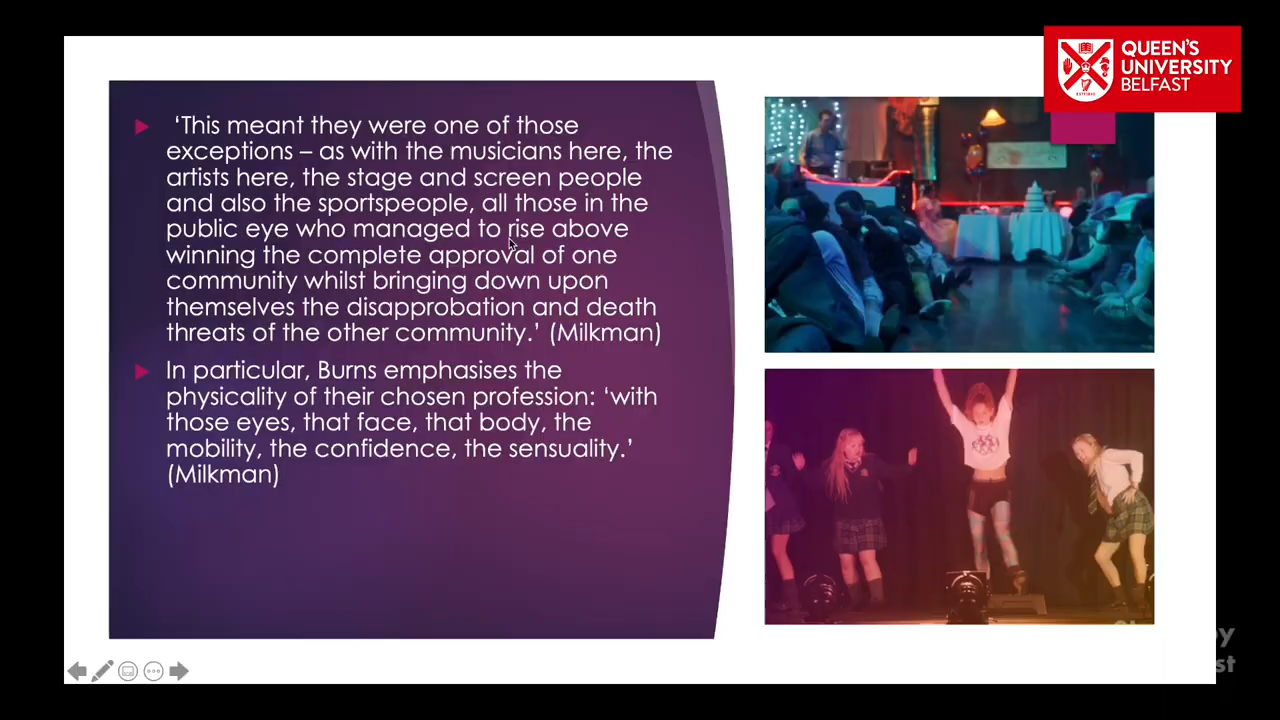 QUEEN'S
UNIVERSITY
BELFAST
‘This meant they were one of those
exceptions – as with the musicians here, the
artists here, the stage and screen people
and also the sportspeople, all those in the
public eye who managed to rise above
winning the complete approval of one
community whilst bringing down upon
themselves the disapprobation and death
threats of the other community.’ (Milkman)
In particular, Burns emphasises the
physicality of their chosen profession: ‘with
those eyes, that face, that body, the
mobility, the confidence, the sensuality.’
(Milkman)